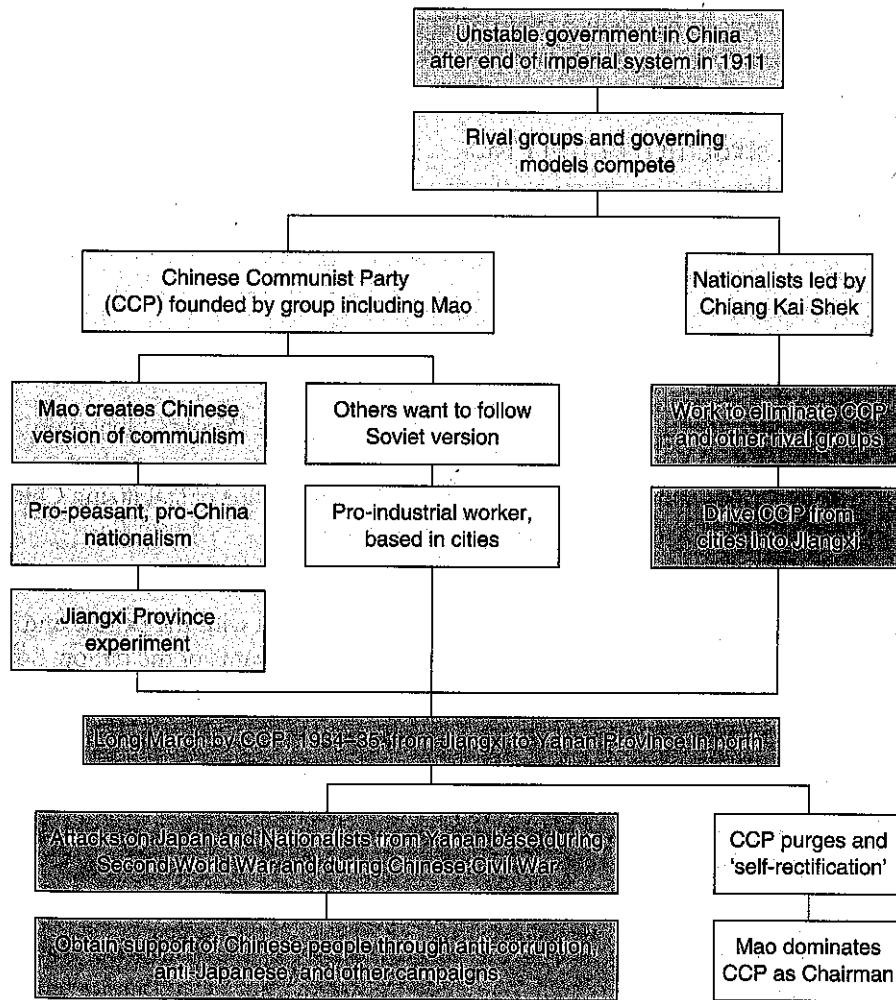 Unstable government in China
after end of imperial system in 1911
Rival groups and governing
models compete
Chinese Communist Party
(CCP) founded by group including Mao
Nationalists led by
Chiang Kai Shek
Mao creates Chinese
version of communism
Others want to follow
Soviet version
Work to eliminate CCP
and other rival groups
Pro-peasant, pro-China
nationalism
Pro-industrial worker,
based in cities
Drive CCP from
cities into Jiangxi
Jiangxi Province
experiment
Long March by CCP, 1934–35, from Jiangxi to Yanan Province in north
Attacks on Japan and Nationalists from Yanan base during
Second World War and during Chinese Civil War
CCP purges and
‘self-rectification’
Obtain support of Chinese people through anti-corruption,
anti-Japanese, and other campaigns
Mao dominates
CCP as Chairman